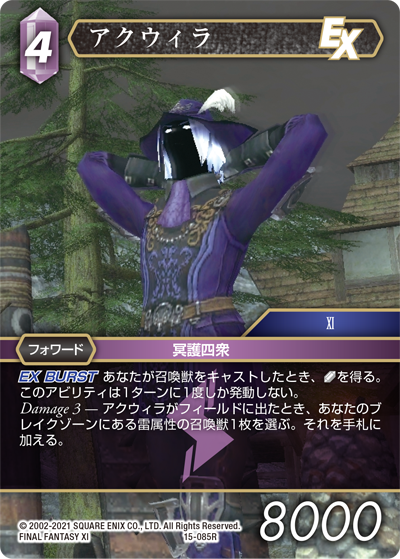 4
アクウィラ
EX
XI
フォワード
冥護四衆
EX BURST あなたが召喚獣をキャストしたとき、を得る。
このアビリティは1ターンに1度しか発動しない。
Damage 3 — アクウィラがフィールドに出たとき、あなたのブ
レイクゾーンにある雷属性の召喚獣1枚を選ぶ。それを手札に
加える。
© 2002-2021 SQUARE ENIX CO., LTD. All Rights Reserved.
FINAL FANTASY XI
15-085R
8000